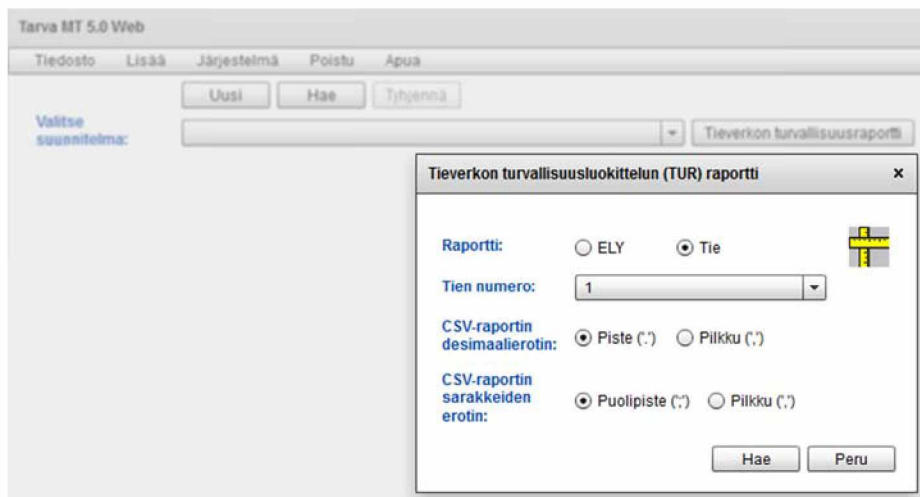 Tarva MT 5.0 Web
Tiedosto Lisää Järjestelmä Poistu Apua
Uusi Hae Tyhjennä
Valitse
suunnitelma:
Tieverkon turvallisuusraportti
Tieverkon turvallisuusluokittelun (TUR) raportti x
Raportti: ELY Tie
Tien numero: 1
CSV-raportin
desimaalierotin: Piste ('.') Pilkku (',')
CSV-raportin
sarakkeiden
erotin: Puolipiste (';') Pilkku (',')
Hae Peru